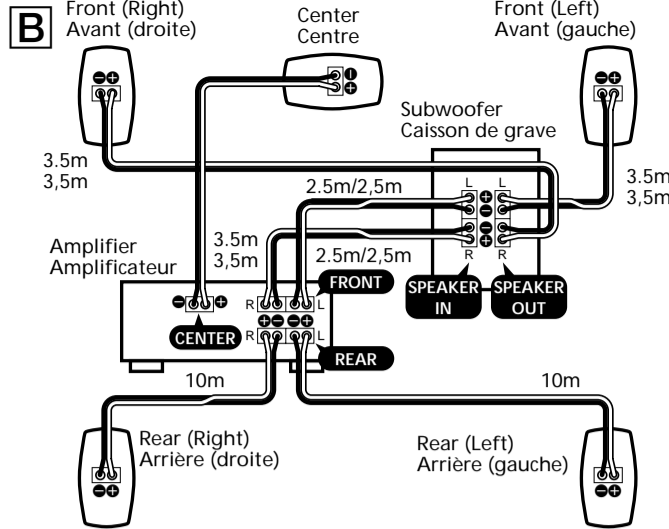 B
Front (Right)
Avant (droite)
Center
Centre
Front (Left)
Avant (gauche)
Subwoofer
Caisson de grave
3.5m
3,5m
2.5m/2,5m
3.5m
3,5m
L
L
Amplifier
Amplificateur
3.5m
3,5m
2.5m/2,5m
R
R
FRONT
SPEAKER
IN
SPEAKER
OUT
R
L
CENTER
R
L
REAR
10m
10m
Rear (Right)
Arrière (droite)
Rear (Left)
Arrière (gauche)